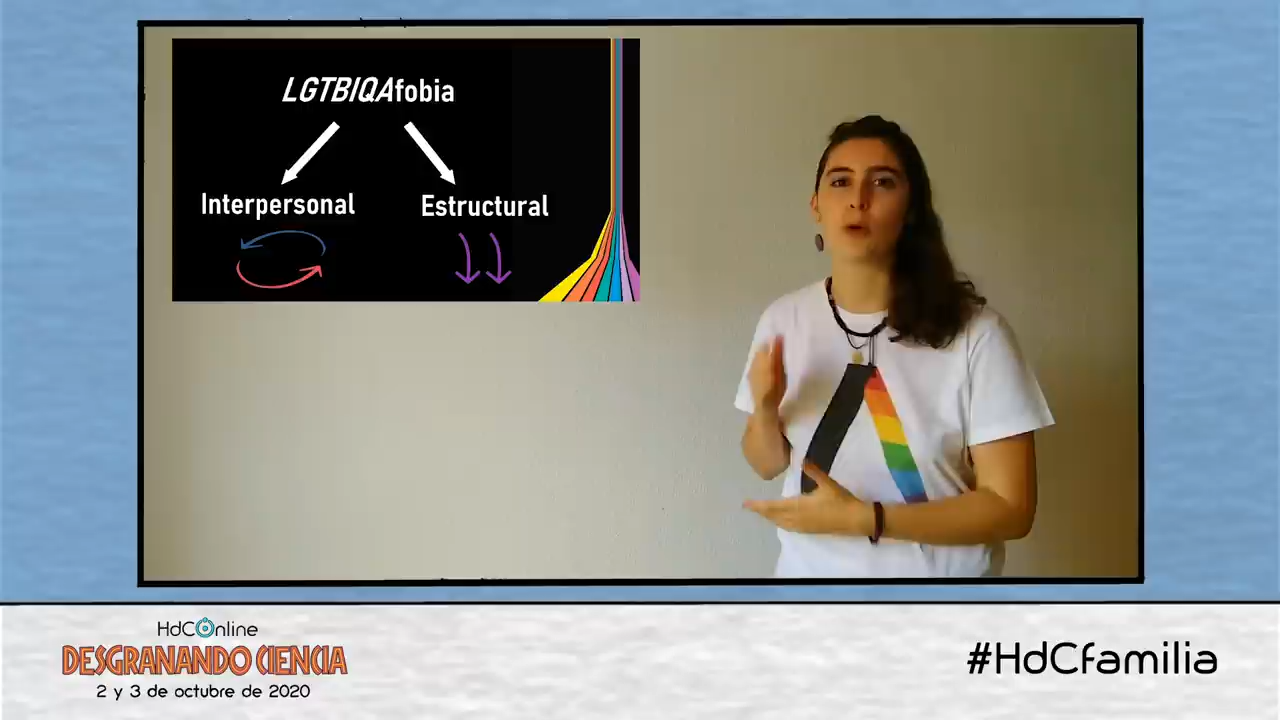 LGTBIQAfobia
Interpersonal
Estructural
HdCOnline
DESGRANANDO CIENCIA
2 y 3 de octubre de 2020
#HdCfamilia